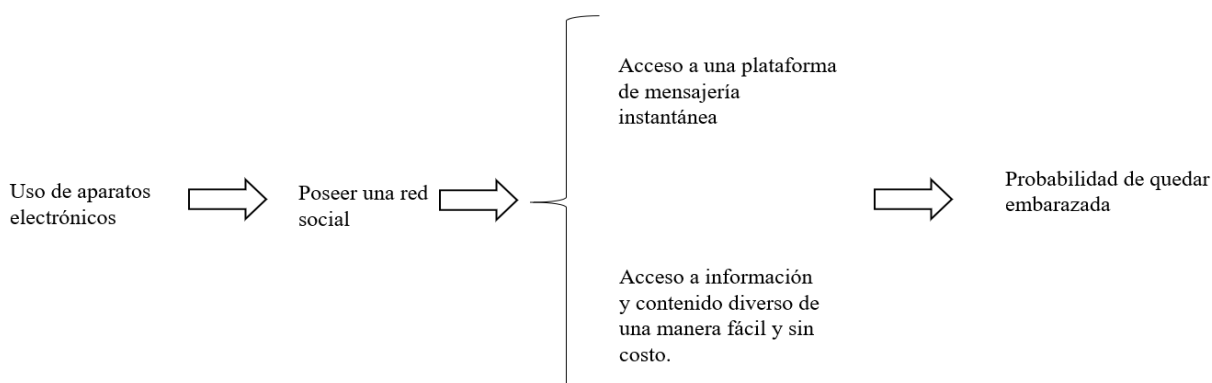 Uso de aparatos
electrónicos
Poseer una red
social
Acceso a una plataforma
de mensajería
instantánea
Acceso a información
y contenido diverso de
una manera fácil y sin
costo.
Probabilidad de quedar
embarazada